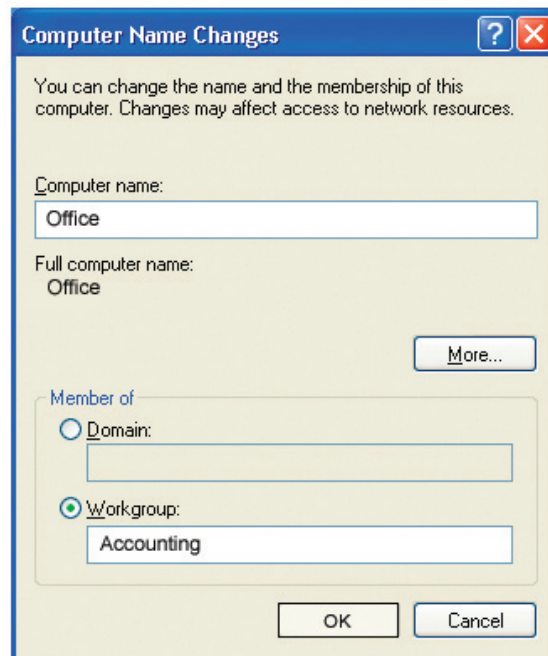 Computer Name Changes
You can change the name and the membership of this
computer. Changes may affect access to network resources.
Computer name:
Office
Full computer name:
Office
More...
Member of
Domain:
Workgroup:
Accounting
OK
Cancel